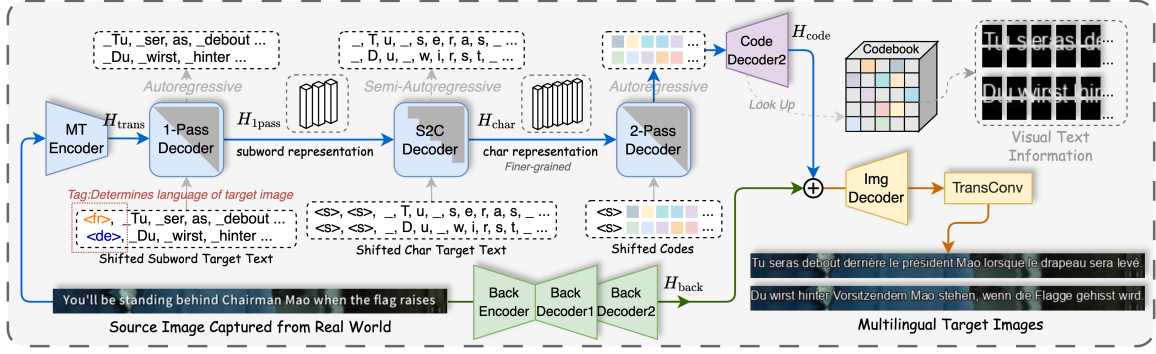 _Tu, _ser, as, _debout ...
_Du, _wirst, _hinter ...
_, T, u, _, s, e, r, a, s, _ ...
_, D, u, _, w, i, r, s, t, _ ...
...
...
Code Decoder2
H_code
Codebook
Tu seras de
Du wirst hin
Autoregressive
Semi-Autoregressive
Autoregressive
Look Up
Visual Text Information
MT Encoder
H_trans
1-Pass Decoder
H_1pass
subword representation
S2C Decoder
H_char
char representation
Finer-grained
2-Pass Decoder
Img Decoder
TransConv
Tag:Determines language of target image
<fr>, _Tu, _ser, as, _debout ...
<de>, _Du, _wirst, _hinter ...
Shifted Subword Target Text
<s>, <s>, _, T, u, _, s, e, r, a, s, _ ...
<s>, <s>, _, D, u, _, w, i, r, s, t, _ ...
Shifted Char Target Text
<s> ...
<s> ...
Shifted Codes
You'll be standing behind Chairman Mao when the flag raises
Source Image Captured from Real World
Back Encoder
Back Decoder1
Back Decoder2
H_back
Tu seras debout derrière le président Mao lorsque le drapeau sera levé.
Du wirst hinter Vorsitzendem Mao stehen, wenn die Flagge gehisst wird.
Multilingual Target Images